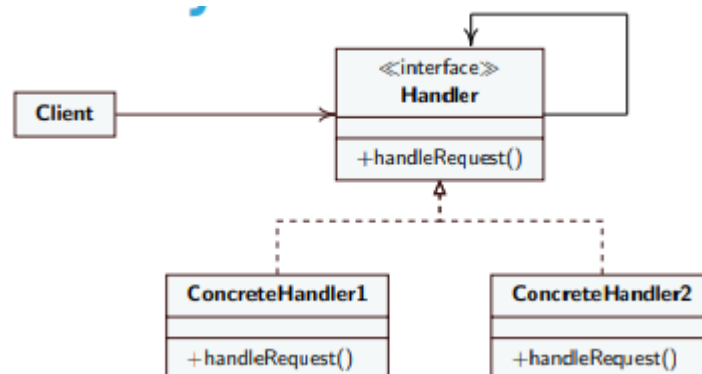 ≪interface≫
Handler
Client
+handleRequest()
ConcreteHandler1
ConcreteHandler2
+handleRequest()
+handleRequest()